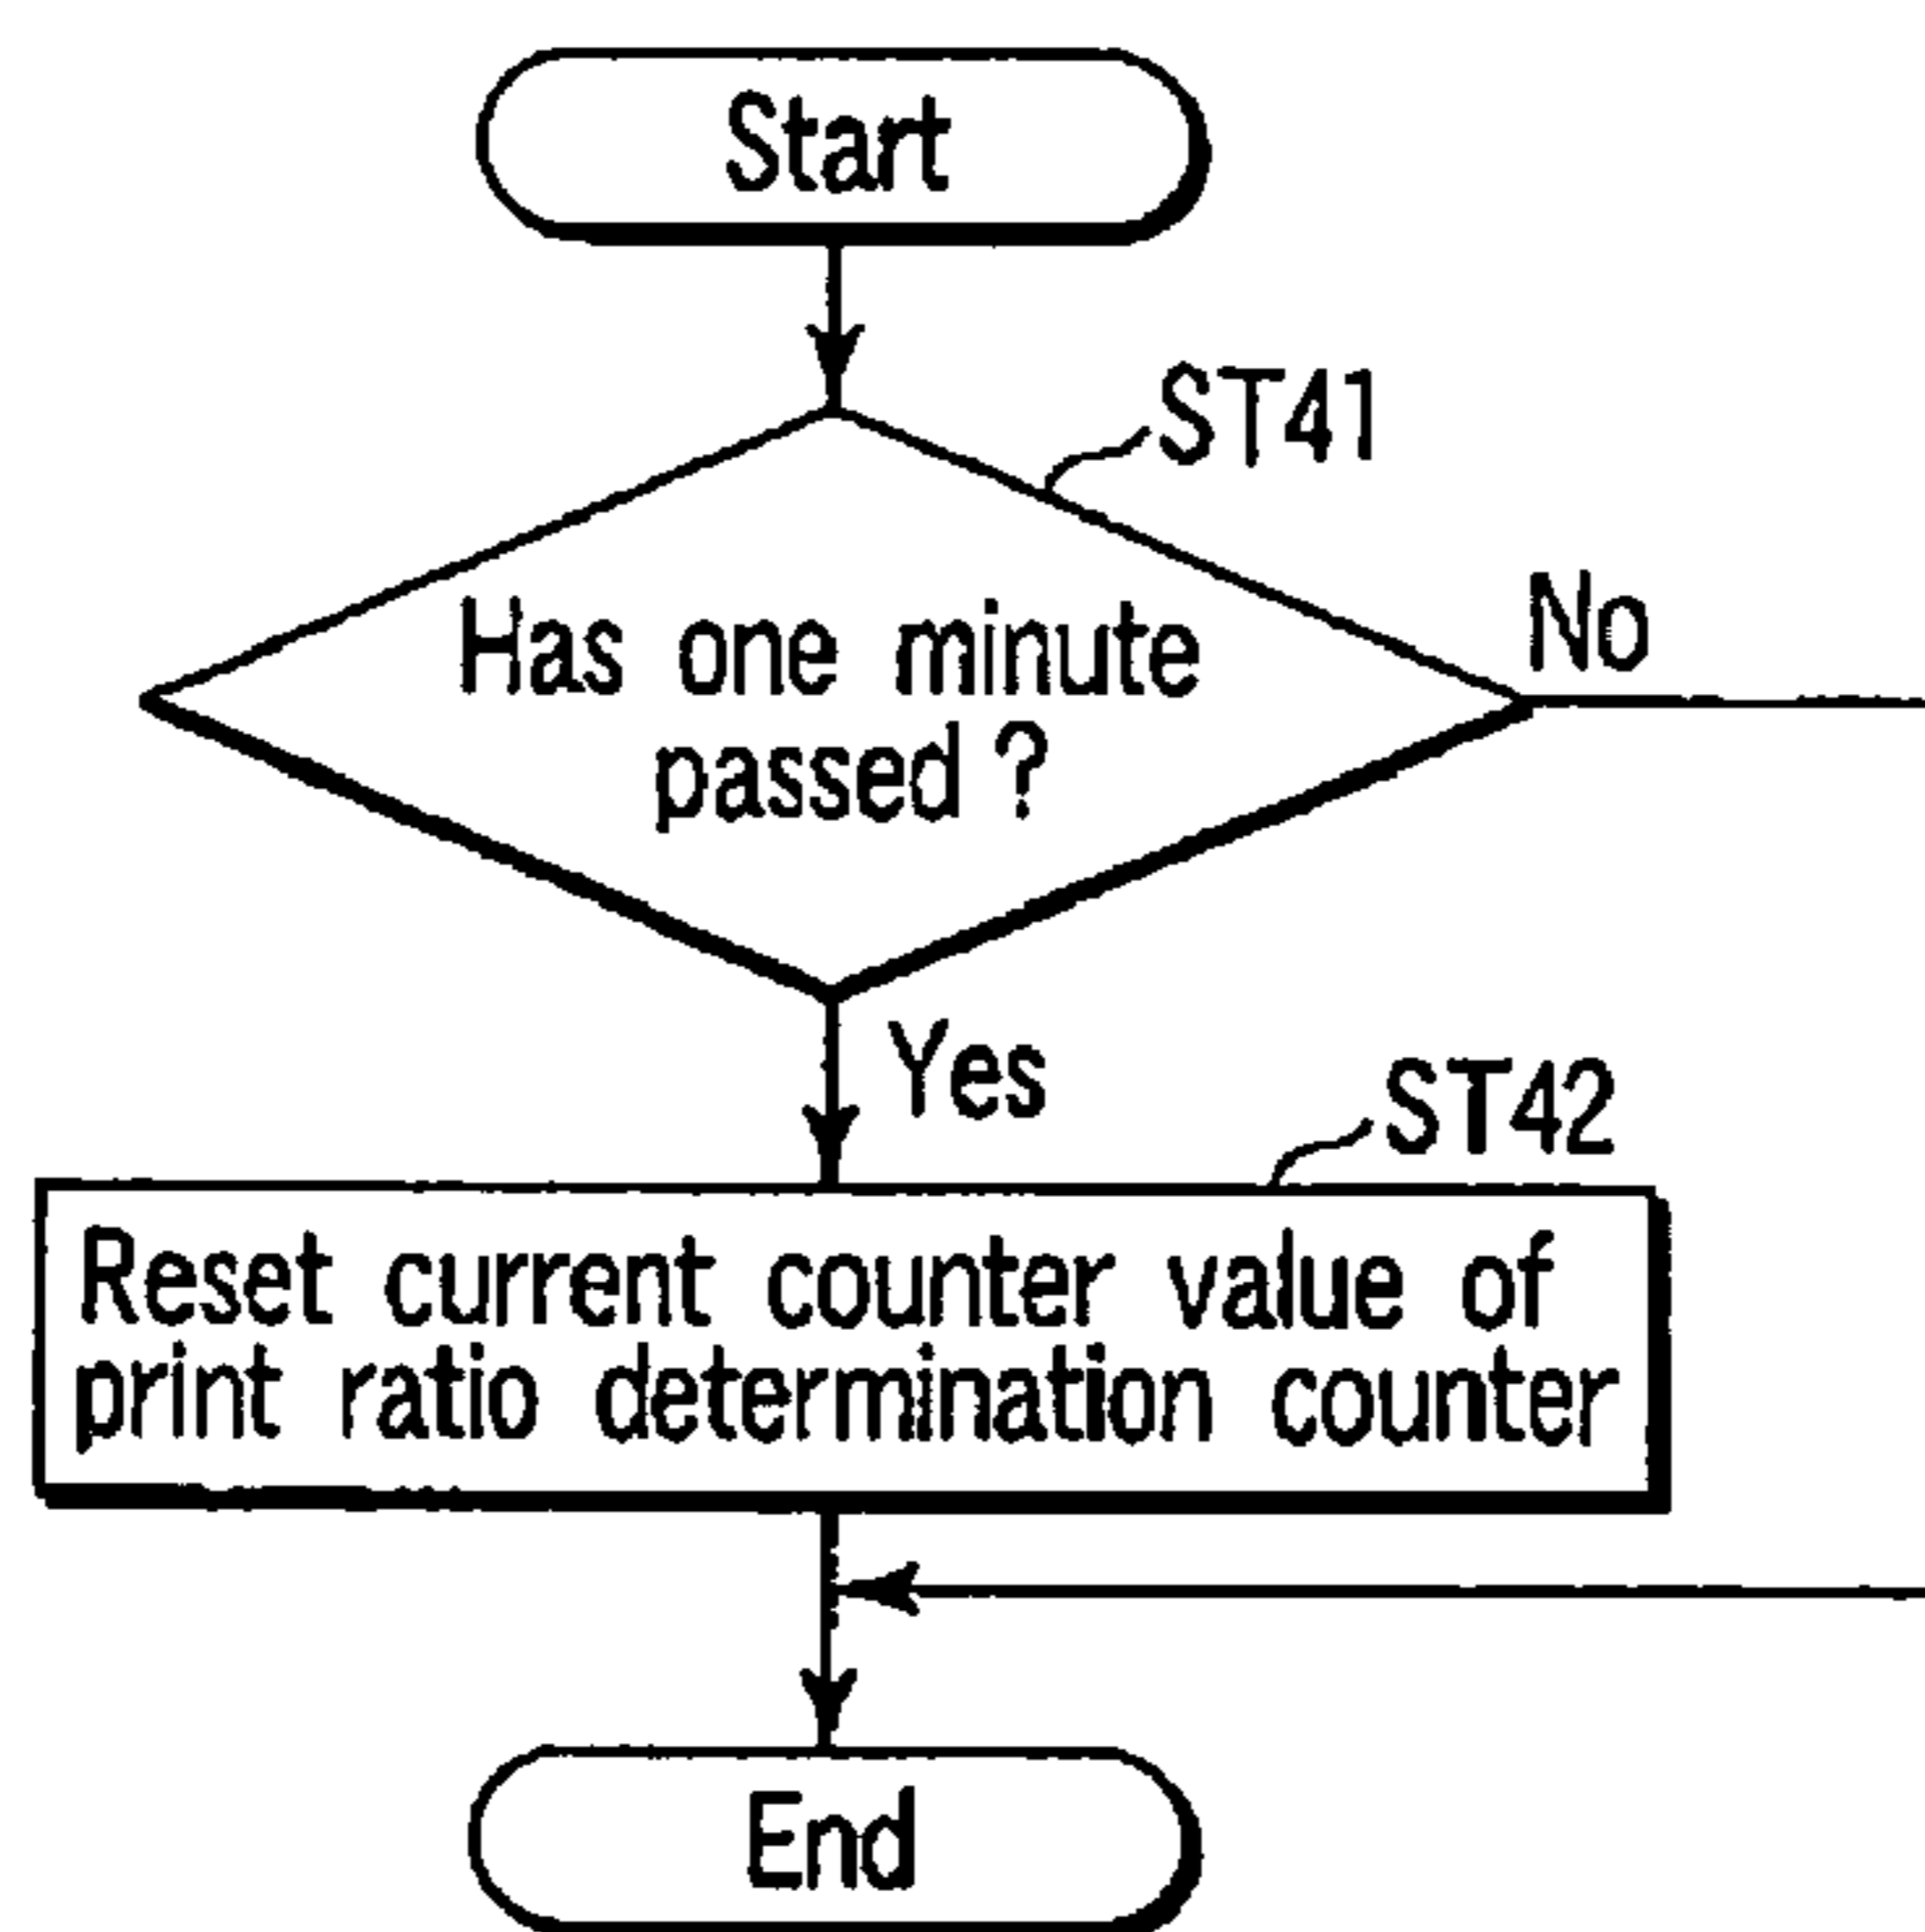 Start
ST41
Has one minute
passed ?
No
Yes
ST42
Reset current counter value of
print ratio determination counter
End